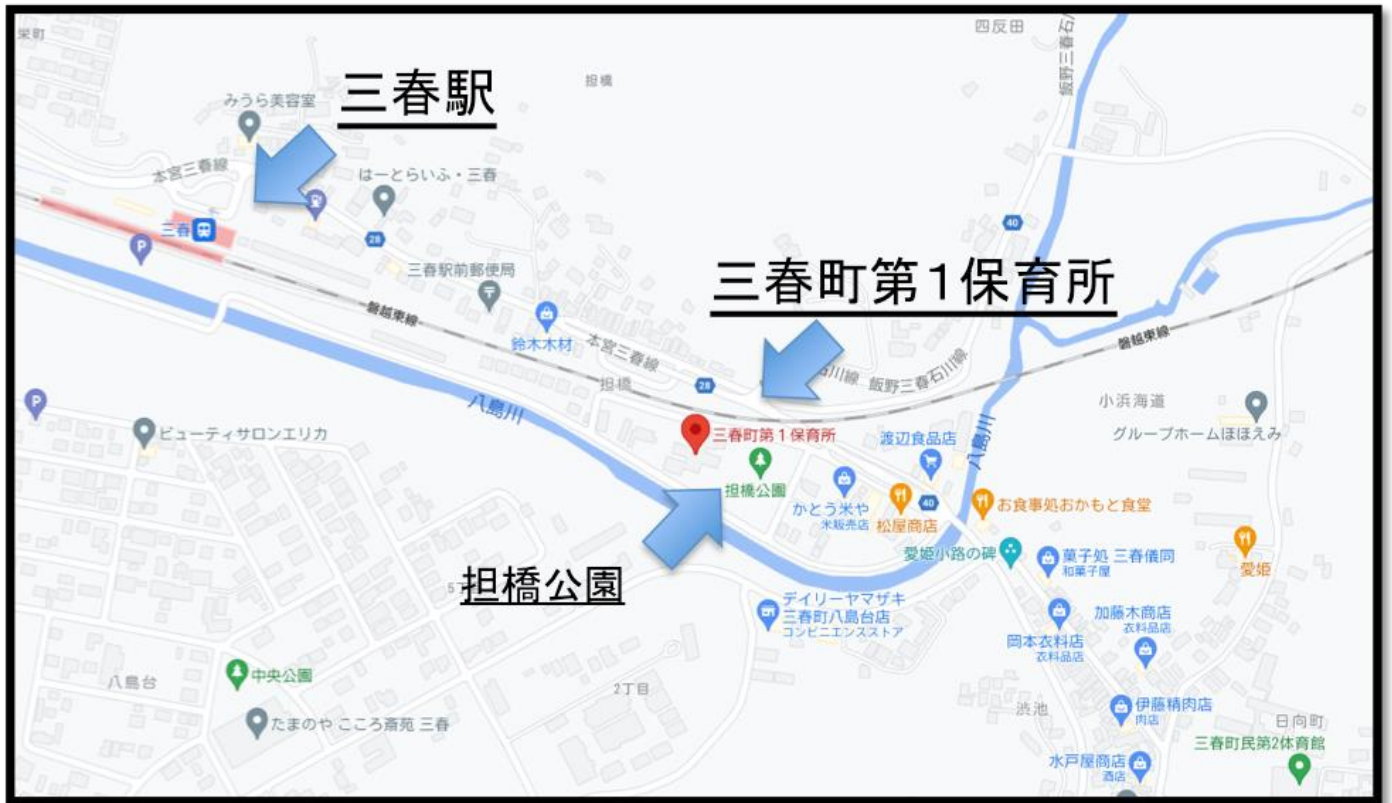 栄町
四反田
飯野三春石川
三春駅
担橋
みうら美容室
本宮三春線
はーとらいふ・三春
三春
28
40
P
三春駅前郵便局
三春町第1保育所
磐越東線
鈴木木材
本宮三春線
磐越東線
石川線
飯野三春石川線
担橋
28
P
八島川
小浜海道
ビューティサロンエリカ
三春町第1保育所
渡辺食品店
八島川
グループホームほほえみ
担橋公園
かとう米や
米販売店
松屋商店
40
お食事処おかもと食堂
愛姫小路の碑
菓子処 三春儀同
和菓子屋
愛姫
担橋公園
デイリーヤマザキ
三春町八島台店
コンビニエンスストア
加藤木商店
衣料品店
岡本衣料店
衣料品店
中央公園
八島台
2丁目
伊藤精肉店
肉店
渋池
たまのや こころ斎苑 三春
日向町
三春町民第2体育館
水戸屋商店
酒店